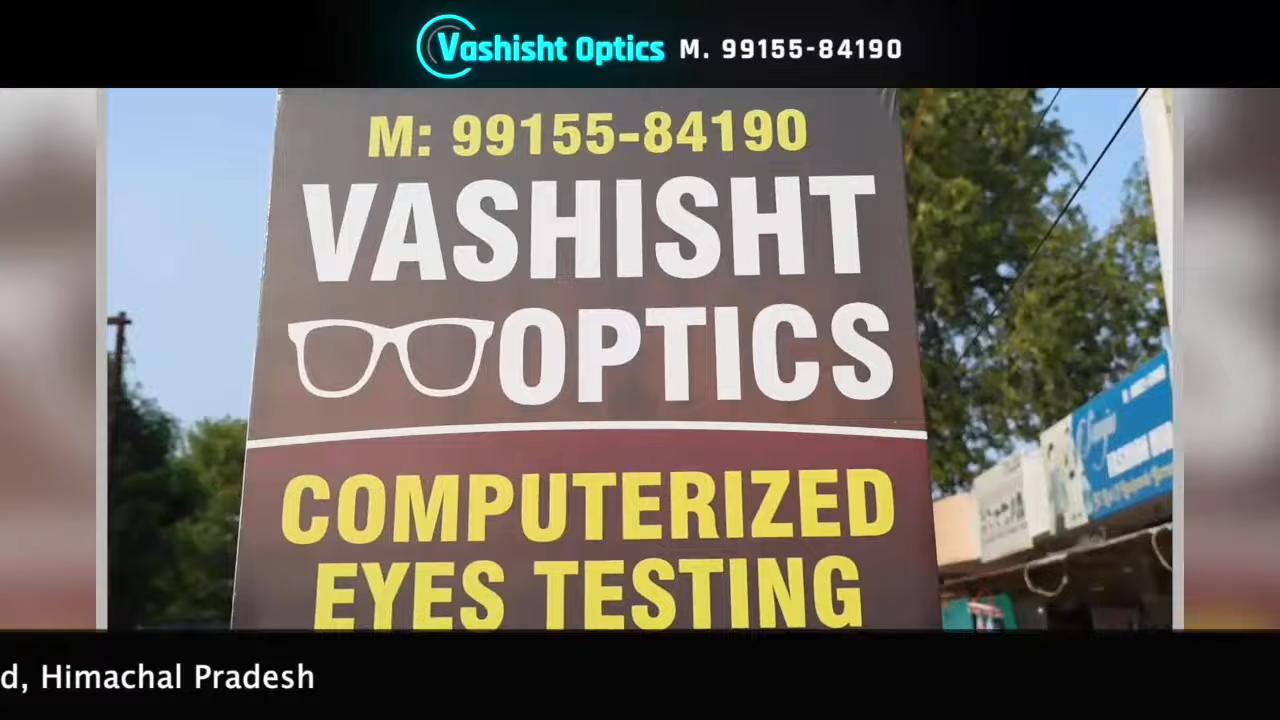 Vashisht Optics M. 99155-84190
M: 99155-84190
VASHISHT
OPTICS
COMPUTERIZED
EYES TESTING
d, Himachal Pradesh